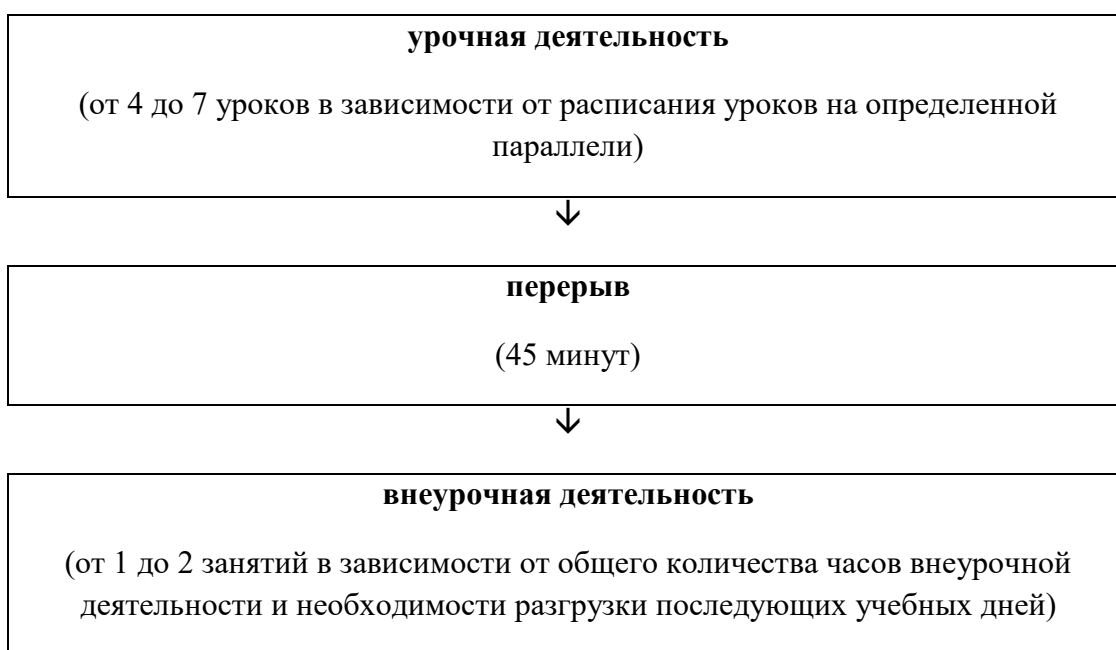 урочная деятельность
(от 4 до 7 уроков в зависимости от расписания уроков на определенной
параллели)
↓
перерыв
(45 минут)
↓
внеурочная деятельность
(от 1 до 2 занятий в зависимости от общего количества часов внеурочной
деятельности и необходимости разгрузки последующих учебных дней)